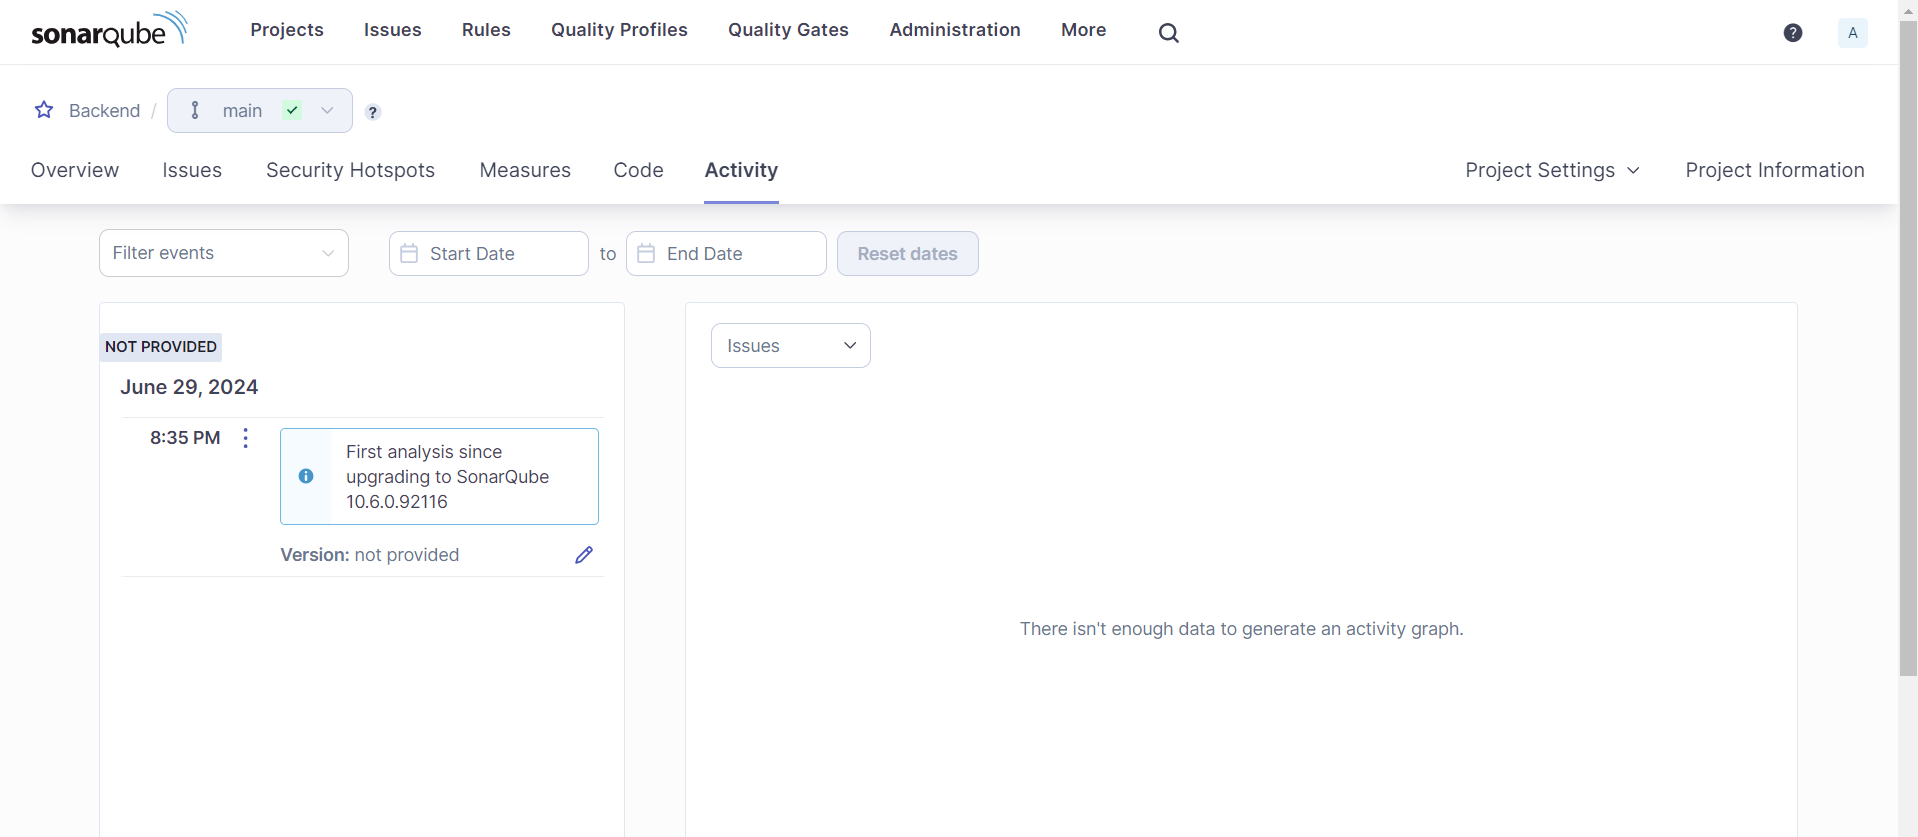 sonarqube
Projects
Issues
Rules
Quality Profiles
Quality Gates
Administration
More
?
A
Backend /
main
?
Overview
Issues
Security Hotspots
Measures
Code
Activity
Project Settings
Project Information
Filter events
Start Date
to
End Date
Reset dates
NOT PROVIDED
June 29, 2024
8:35 PM
First analysis since
upgrading to SonarQube
10.6.0.92116
Version: not provided
Issues
There isn't enough data to generate an activity graph.